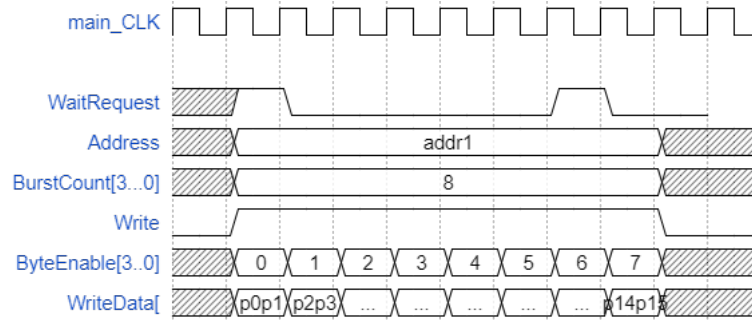 main_CLK
WaitRequest
Address addr1
BurstCount[3...0] 8
Write
ByteEnable[3..0] 0 1 2 3 4 5 6 7
WriteData[ p0p1 p2p3 ... ... ... ... ... p14p15